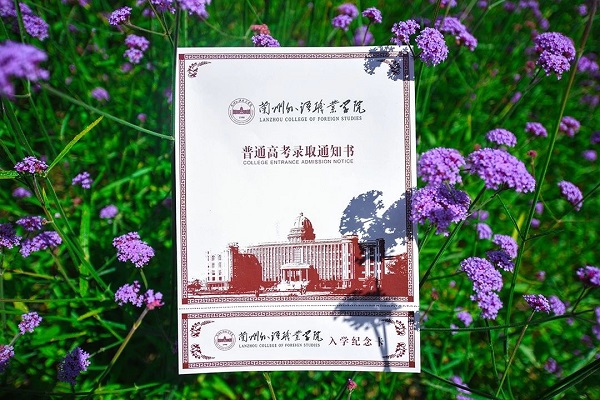 兰州外语职业学院
LANZHOU COLLEGE OF FOREIGN STUDIES
普通高考录取通知书
COLLEGE ENTRANCE ADMISSION NOTICE
兰州外语职业学院 入学纪念卡
LANZHOU COLLEGE OF FOREIGN STUDIES